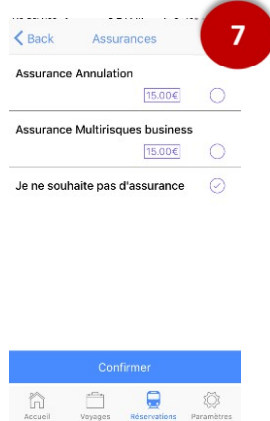 7
Back Assurances
Assurance Annulation
15.00€
Assurance Multirisques business
15.00€
Je ne souhaite pas d'assurance
Confirmer
Accueil Voyages Réservations Paramètres